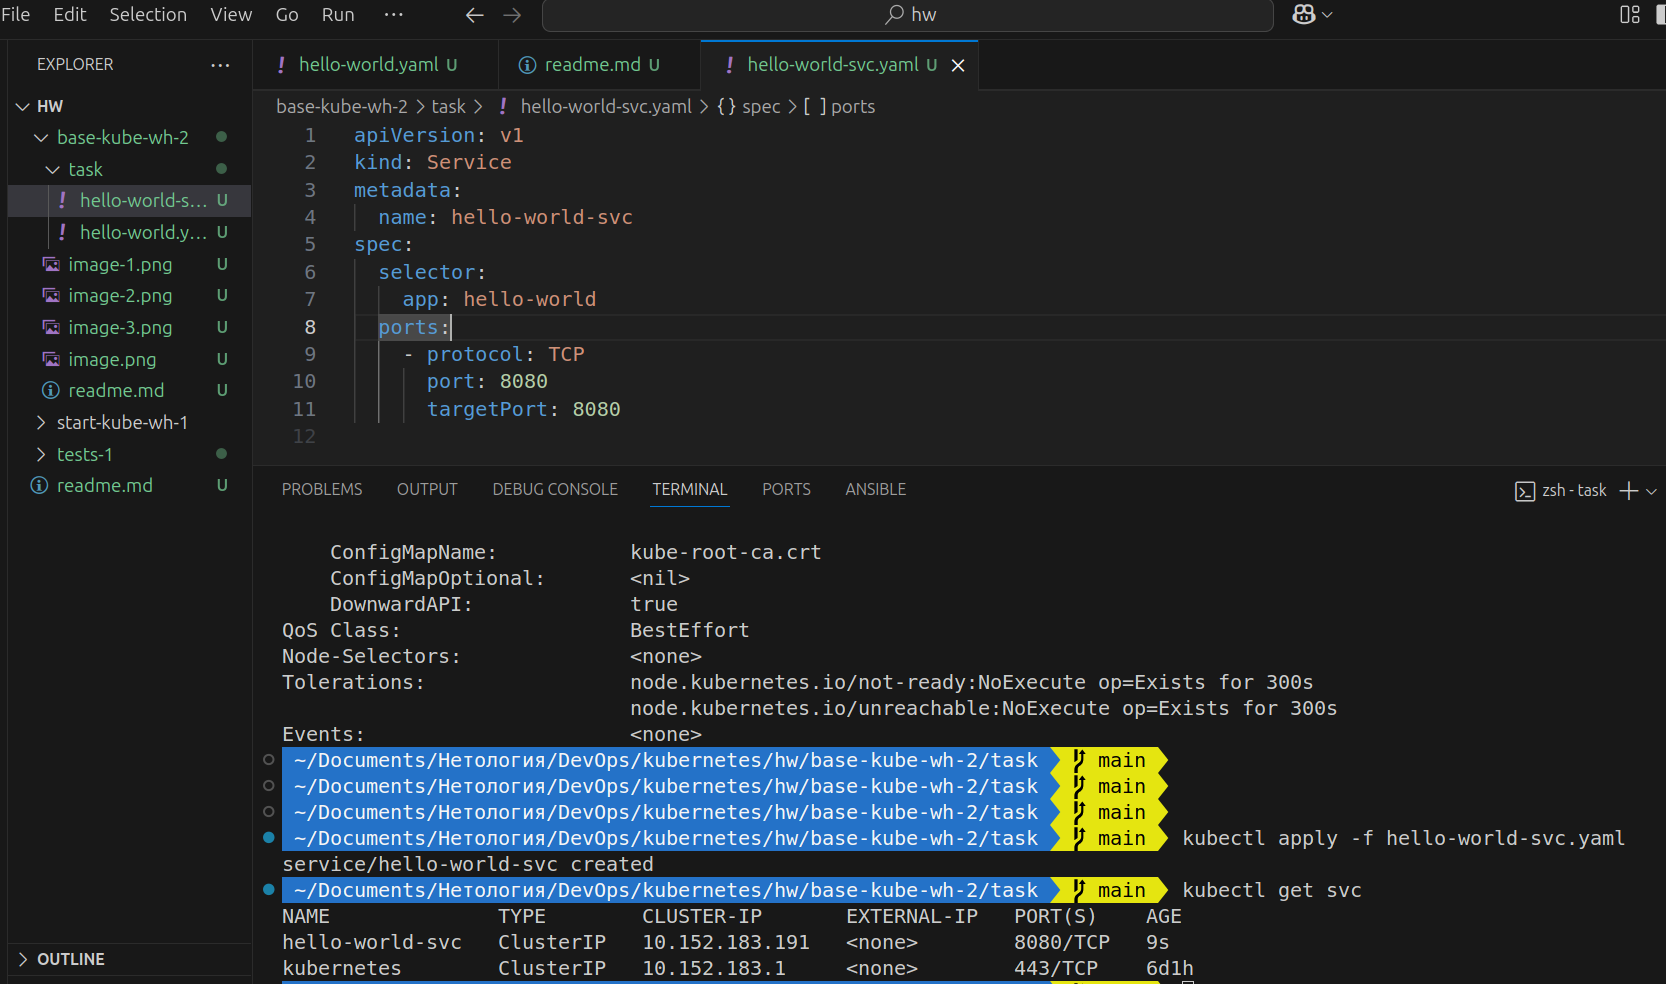 File Edit Selection View Go Run ··· hw
EXPLORER ···
HW
base-kube-wh-2
task
hello-world-s... U
hello-world.y... U
image-1.png U
image-2.png U
image-3.png U
image.png U
readme.md U
start-kube-wh-1
tests-1
readme.md U
OUTLINE
! hello-world.yaml U
readme.md U
! hello-world-svc.yaml U
base-kube-wh-2 > task > ! hello-world-svc.yaml > {} spec > [ ] ports
1 apiVersion: v1
2 kind: Service
3 metadata:
4 name: hello-world-svc
5 spec:
6 selector:
7 app: hello-world
8 ports:
9 - protocol: TCP
10 port: 8080
11 targetPort: 8080
12
PROBLEMS OUTPUT DEBUG CONSOLE TERMINAL PORTS ANSIBLE zsh - task
ConfigMapName: kube-root-ca.crt
ConfigMapOptional: <nil>
DownwardAPI: true
QoS Class: BestEffort
Node-Selectors: <none>
Tolerations: node.kubernetes.io/not-ready:NoExecute op=Exists for 300s
node.kubernetes.io/unreachable:NoExecute op=Exists for 300s
Events: <none>
~/Documents/Нетология/DevOps/kubernetes/hw/base-kube-wh-2/task main
~/Documents/Нетология/DevOps/kubernetes/hw/base-kube-wh-2/task main
~/Documents/Нетология/DevOps/kubernetes/hw/base-kube-wh-2/task main
~/Documents/Нетология/DevOps/kubernetes/hw/base-kube-wh-2/task main kubectl apply -f hello-world-svc.yaml
service/hello-world-svc created
~/Documents/Нетология/DevOps/kubernetes/hw/base-kube-wh-2/task main kubectl get svc
NAME TYPE CLUSTER-IP EXTERNAL-IP PORT(S) AGE
hello-world-svc ClusterIP 10.152.183.191 <none> 8080/TCP 9s
kubernetes ClusterIP 10.152.183.1 <none> 443/TCP 6d1h